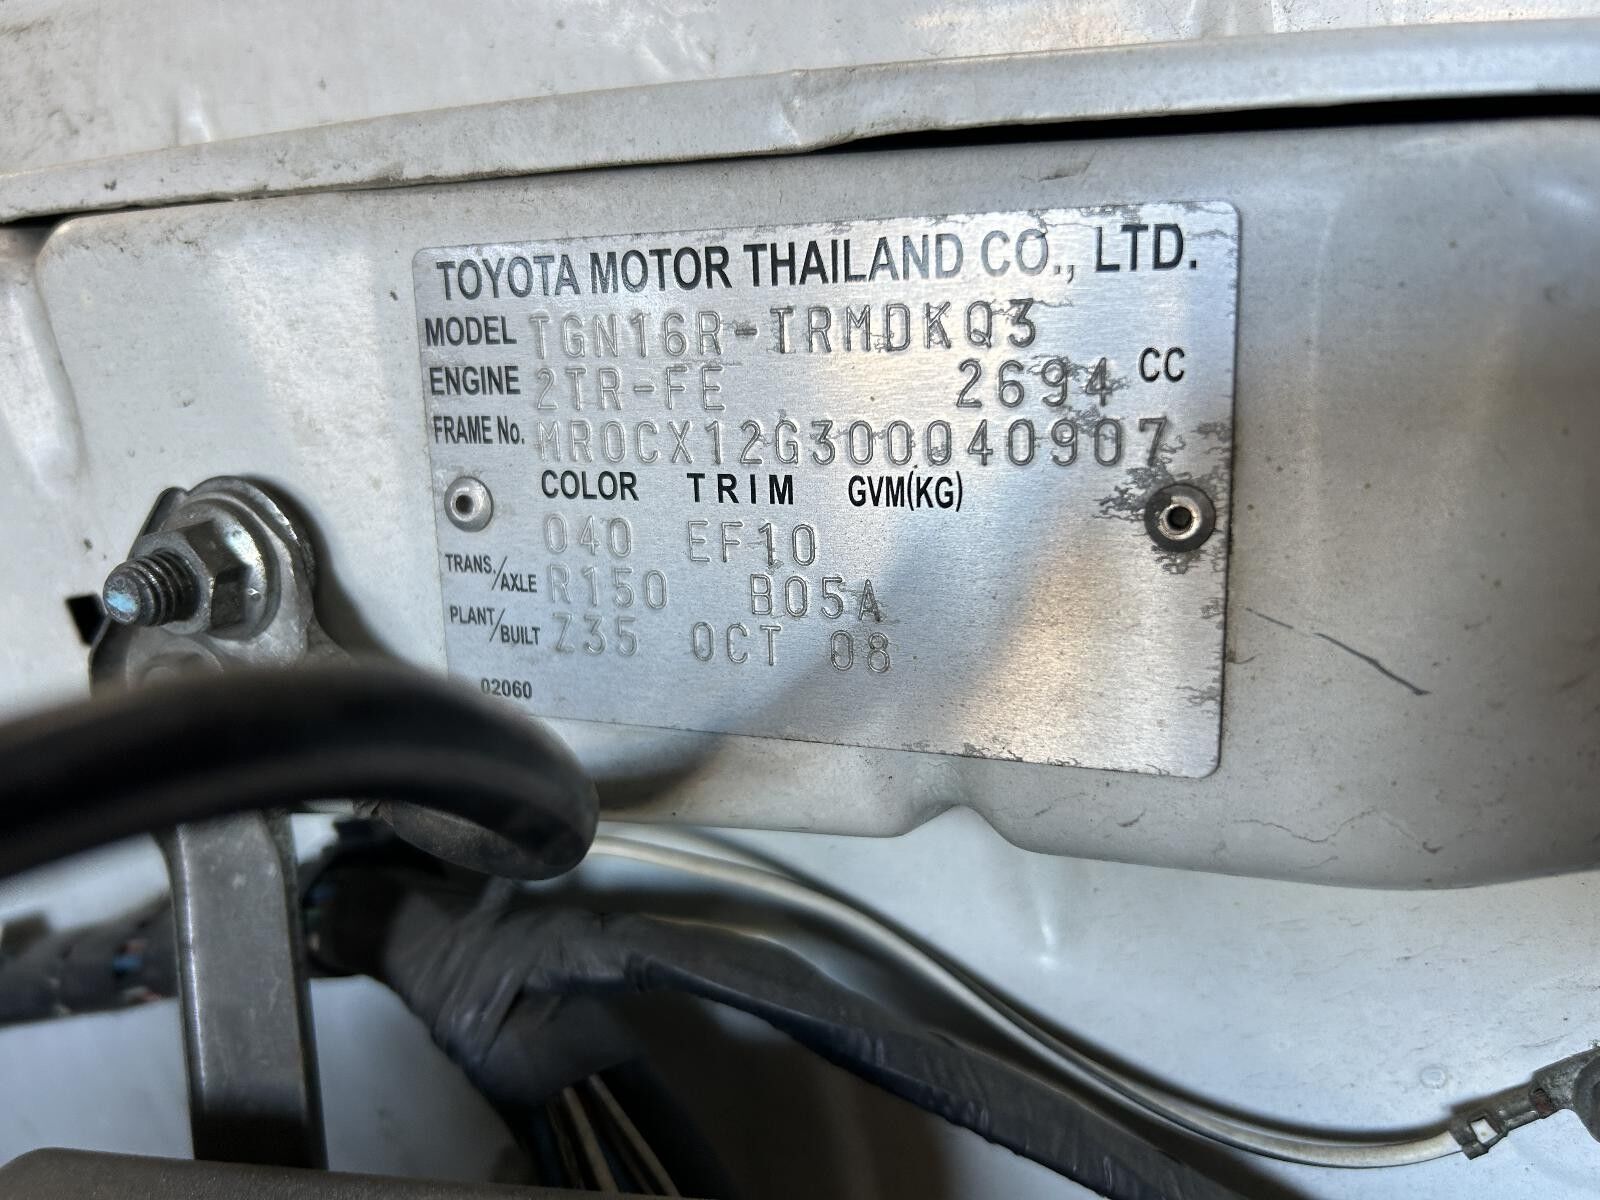 TOYOTA MOTOR THAILAND CO., LTD.
MODEL TGN16R-TRMDKQ3
ENGINE 2TR-FE 2694 CC
FRAME No. MR0CX12G300040907
COLOR TRIM GVM(KG)
040 EF10
TRANS./AXLE R150 B05A
PLANT/BUILT Z35 OCT 08
02060